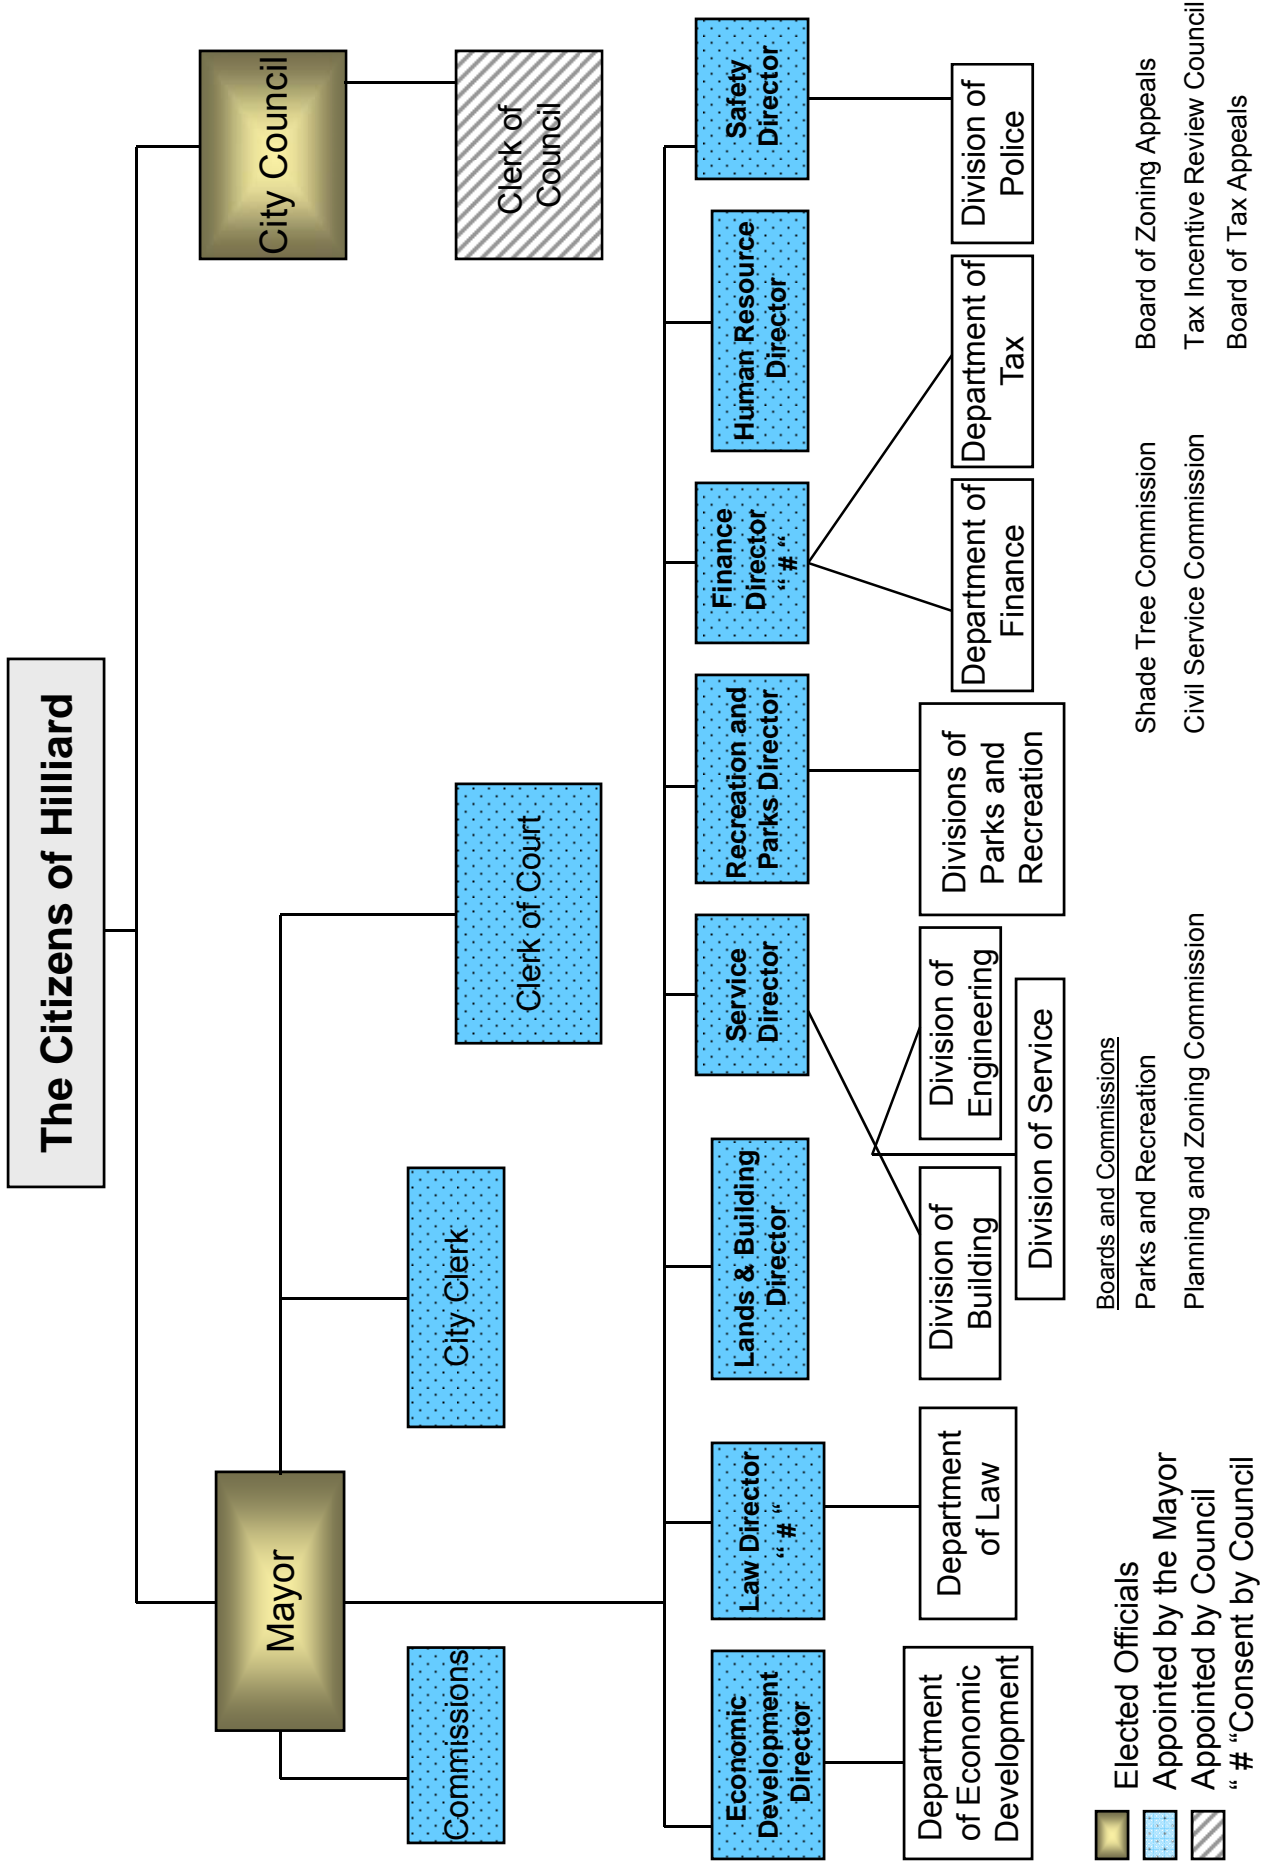 The Citizens of Hilliard
Mayor
City Council
Commissions
City Clerk
Clerk of Court
Clerk of
Council
Economic
Development
Director
Law Director
“ # “
Lands & Building
Director
Service
Director
Recreation and
Parks Director
Finance
Director
“ # “
Human Resource
Director
Safety
Director
Department
of Economic
Development
Department
of Law
Division of
Building
Division of
Engineering
Division of Service
Divisions of
Parks and
Recreation
Department of
Finance
Department of
Tax
Division of
Police
Elected Officials
Appointed by the Mayor
Appointed by Council
“ # “Consent by Council
Boards and Commissions
Parks and Recreation
Planning and Zoning Commission
Shade Tree Commission
Civil Service Commission
Board of Zoning Appeals
Tax Incentive Review Council
Board of Tax Appeals